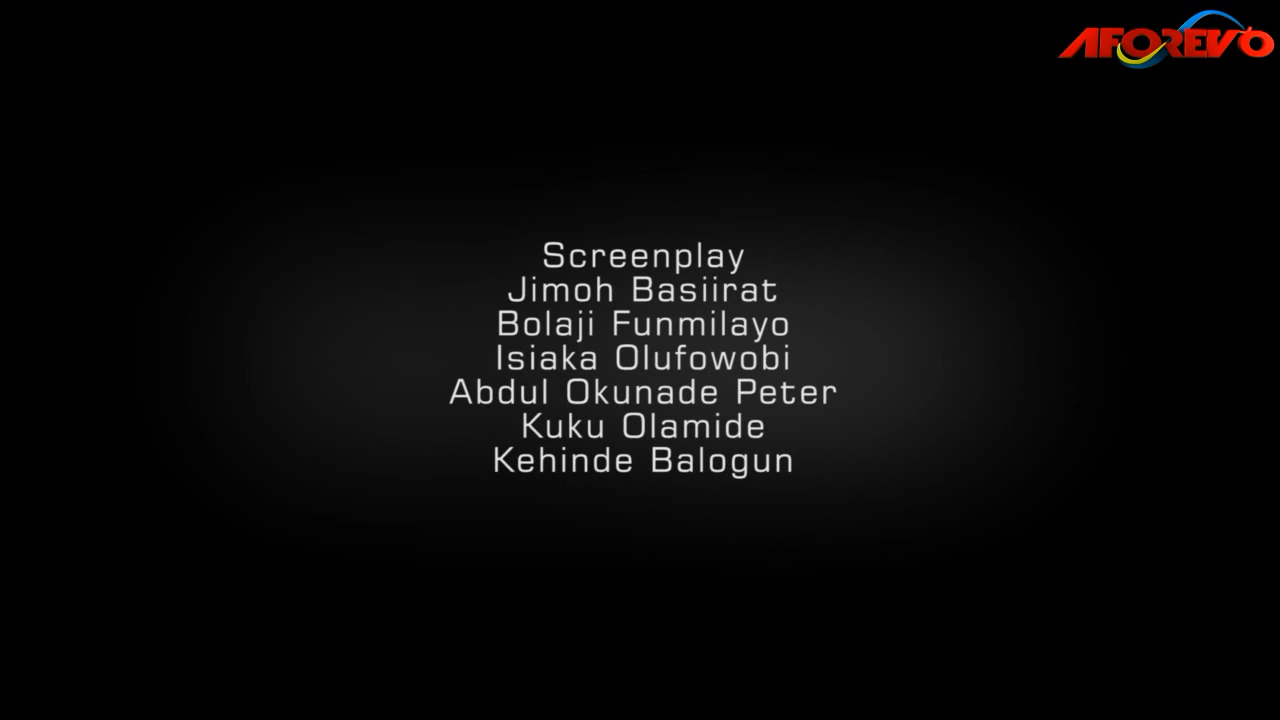 AFOREVO
Screenplay
Jimoh Basiirat
Bolaji Funmilayo
Isiaka Olufowobi
Abdul Okunade Peter
Kuku Olamide
Kehinde Balogun